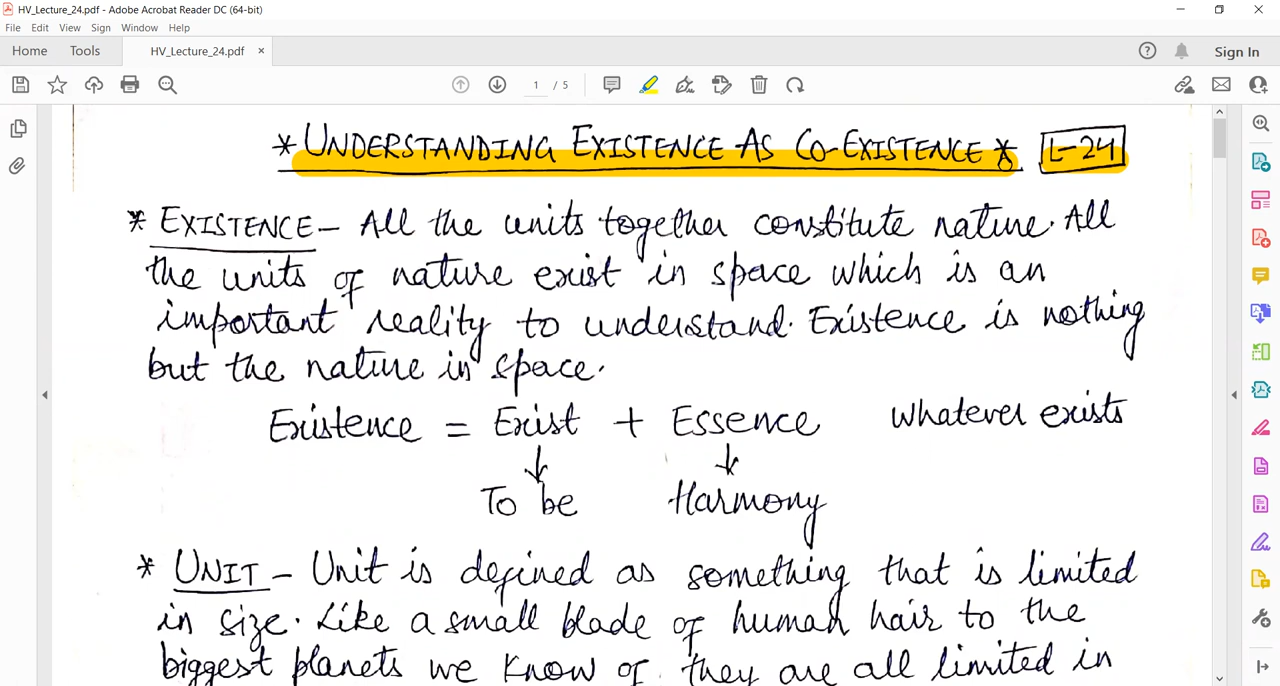 HV_Lecture_24.pdf - Adobe Acrobat Reader DC (64-bit)
File Edit View Sign Window Help
Home Tools HV_Lecture_24.pdf × Sign In
1 / 5
* UNDERSTANDING EXISTENCE AS CO-EXISTENCE * L-24
* EXISTENCE - All the units together constitute nature. All
the units of nature exist in space which is an
important reality to understand. Existence is nothing
but the nature in space.
Existence = Exist + Essence Whatever exists
To be Harmony
* UNIT - Unit is defined as something that is limited
in size. Like a small blade of human hair to the
biggest planets we know of, they are all limited in